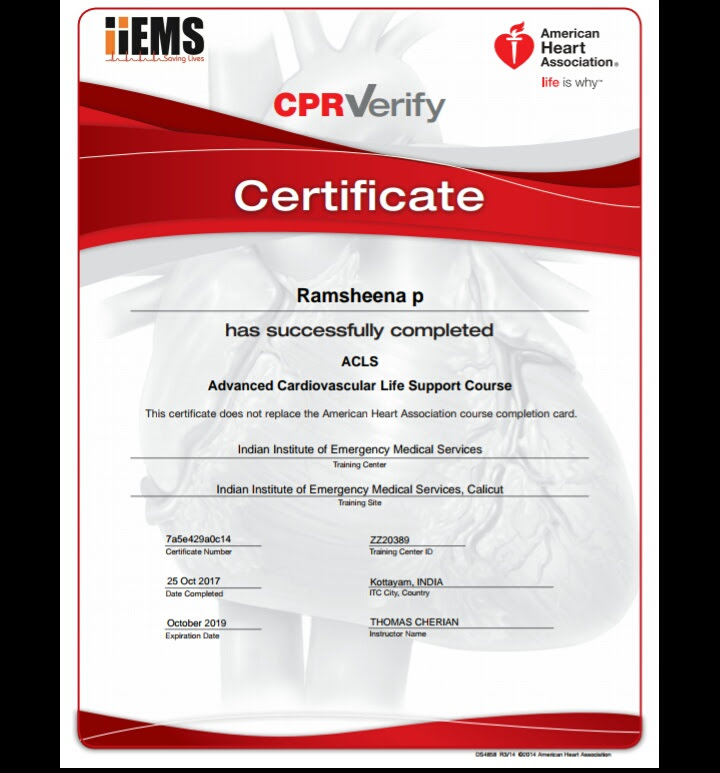 iiEMS
Saving Lives
American
Heart
Association®
life is why™
CPRVerify
Certificate
Ramsheena p
has successfully completed
ACLS
Advanced Cardiovascular Life Support Course
This certificate does not replace the American Heart Association course completion card.
Indian Institute of Emergency Medical Services
Training Center
Indian Institute of Emergency Medical Services, Calicut
Training Site
7a5e429a0c14
Certificate Number
ZZ20389
Training Center ID
25 Oct 2017
Date Completed
Kottayam, INDIA
ITC City, Country
October 2019
Expiration Date
THOMAS CHERIAN
Instructor Name
DS4858 R3/14 ©2014 American Heart Association